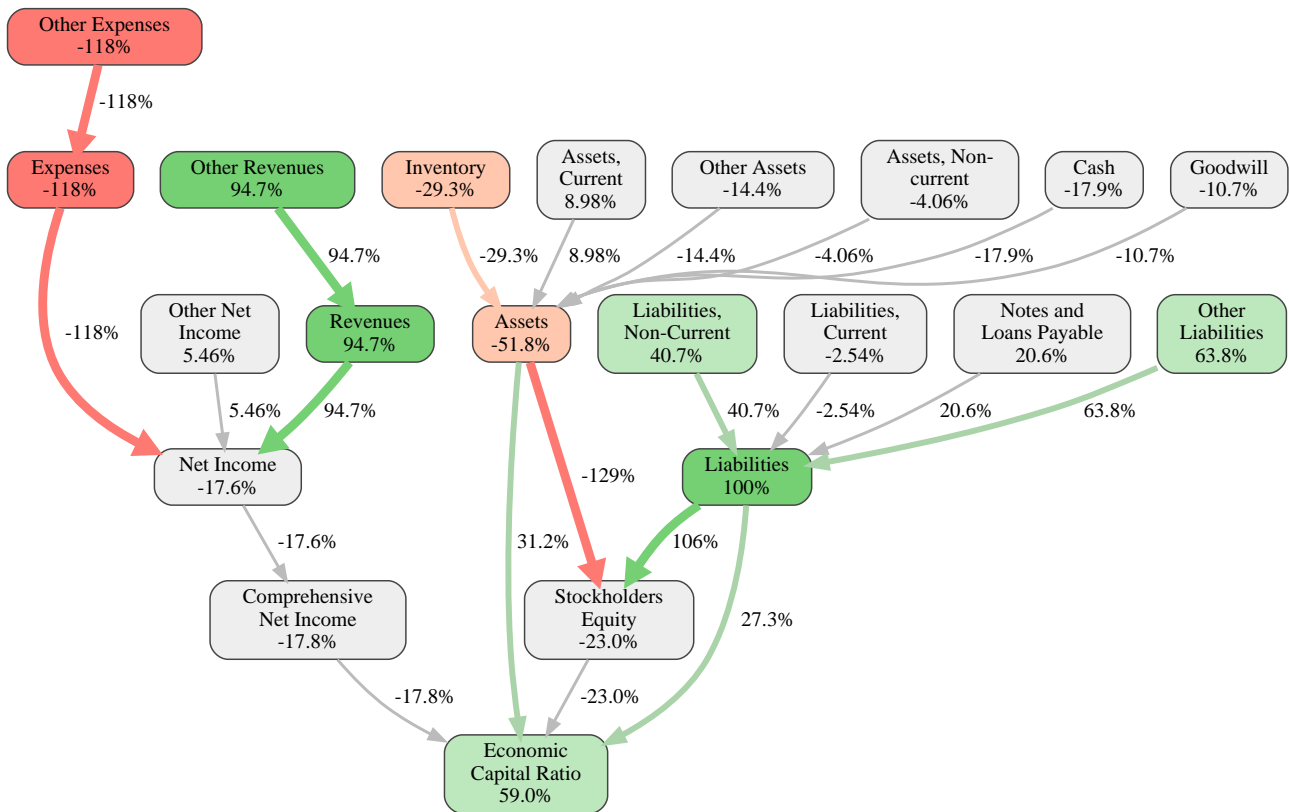 Other Expenses
-118%
-118%
Expenses
-118%
Other Revenues
94.7%
Inventory
-29.3%
Assets,
Current
8.98%
Other Assets
-14.4%
Assets, Non-
current
-4.06%
Cash
-17.9%
Goodwill
-10.7%
94.7%
-29.3%
8.98%
-14.4%
-4.06%
-17.9%
-10.7%
-118%
Other Net
Income
5.46%
Revenues
94.7%
Assets
-51.8%
Liabilities,
Non-Current
40.7%
Liabilities,
Current
-2.54%
Notes and
Loans Payable
20.6%
Other
Liabilities
63.8%
5.46%
94.7%
40.7%
-2.54%
20.6%
63.8%
Net Income
-17.6%
-129%
Liabilities
100%
-17.6%
31.2%
106%
Comprehensive
Net Income
-17.8%
Stockholders
Equity
-23.0%
27.3%
-17.8%
-23.0%
Economic
Capital Ratio
59.0%